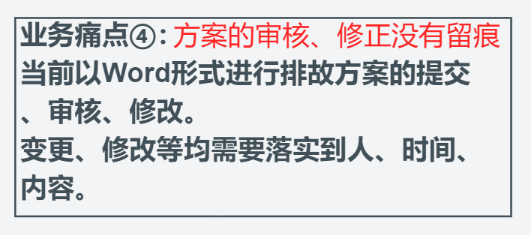 业务痛点④：方案的审核、修正没有留痕
当前以Word形式进行排故方案的提交
、审核、修改。
变更、修改等均需要落实到人、时间、
内容。